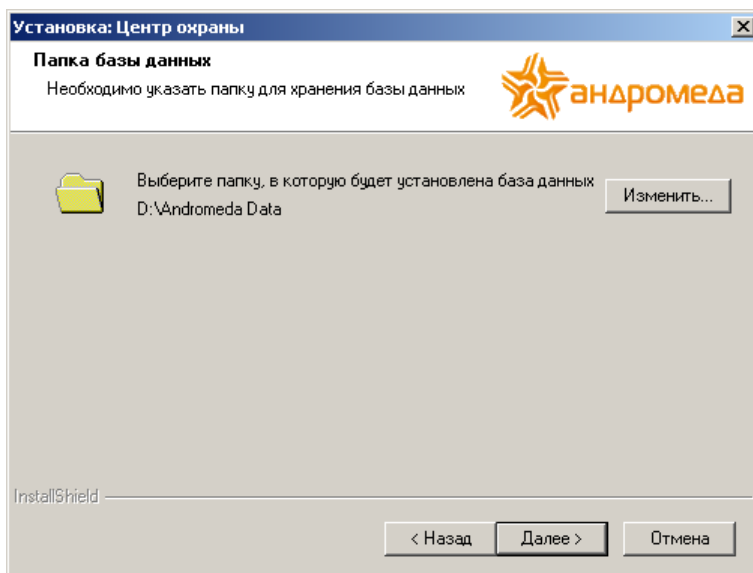 Установка: Центр охраны
Папка базы данных
Необходимо указать папку для хранения базы данных
андромеда
Выберите папку, в которую будет установлена база данных
D:\Andromeda Data
Изменить...
InstallShield
< Назад
Далее >
Отмена